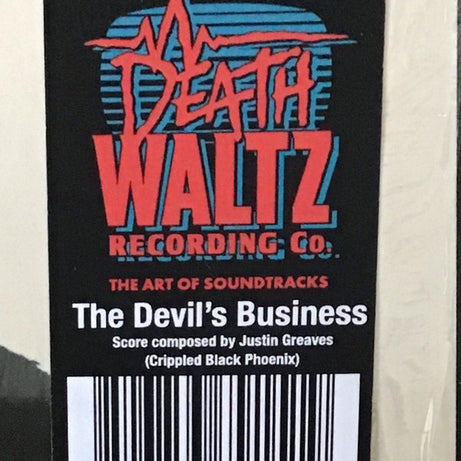 DEATH
WALTZ
RECORDING Co.
THE ART OF SOUNDTRACKS
The Devil's Business
Score composed by Justin Greaves
(Crippled Black Phoenix)